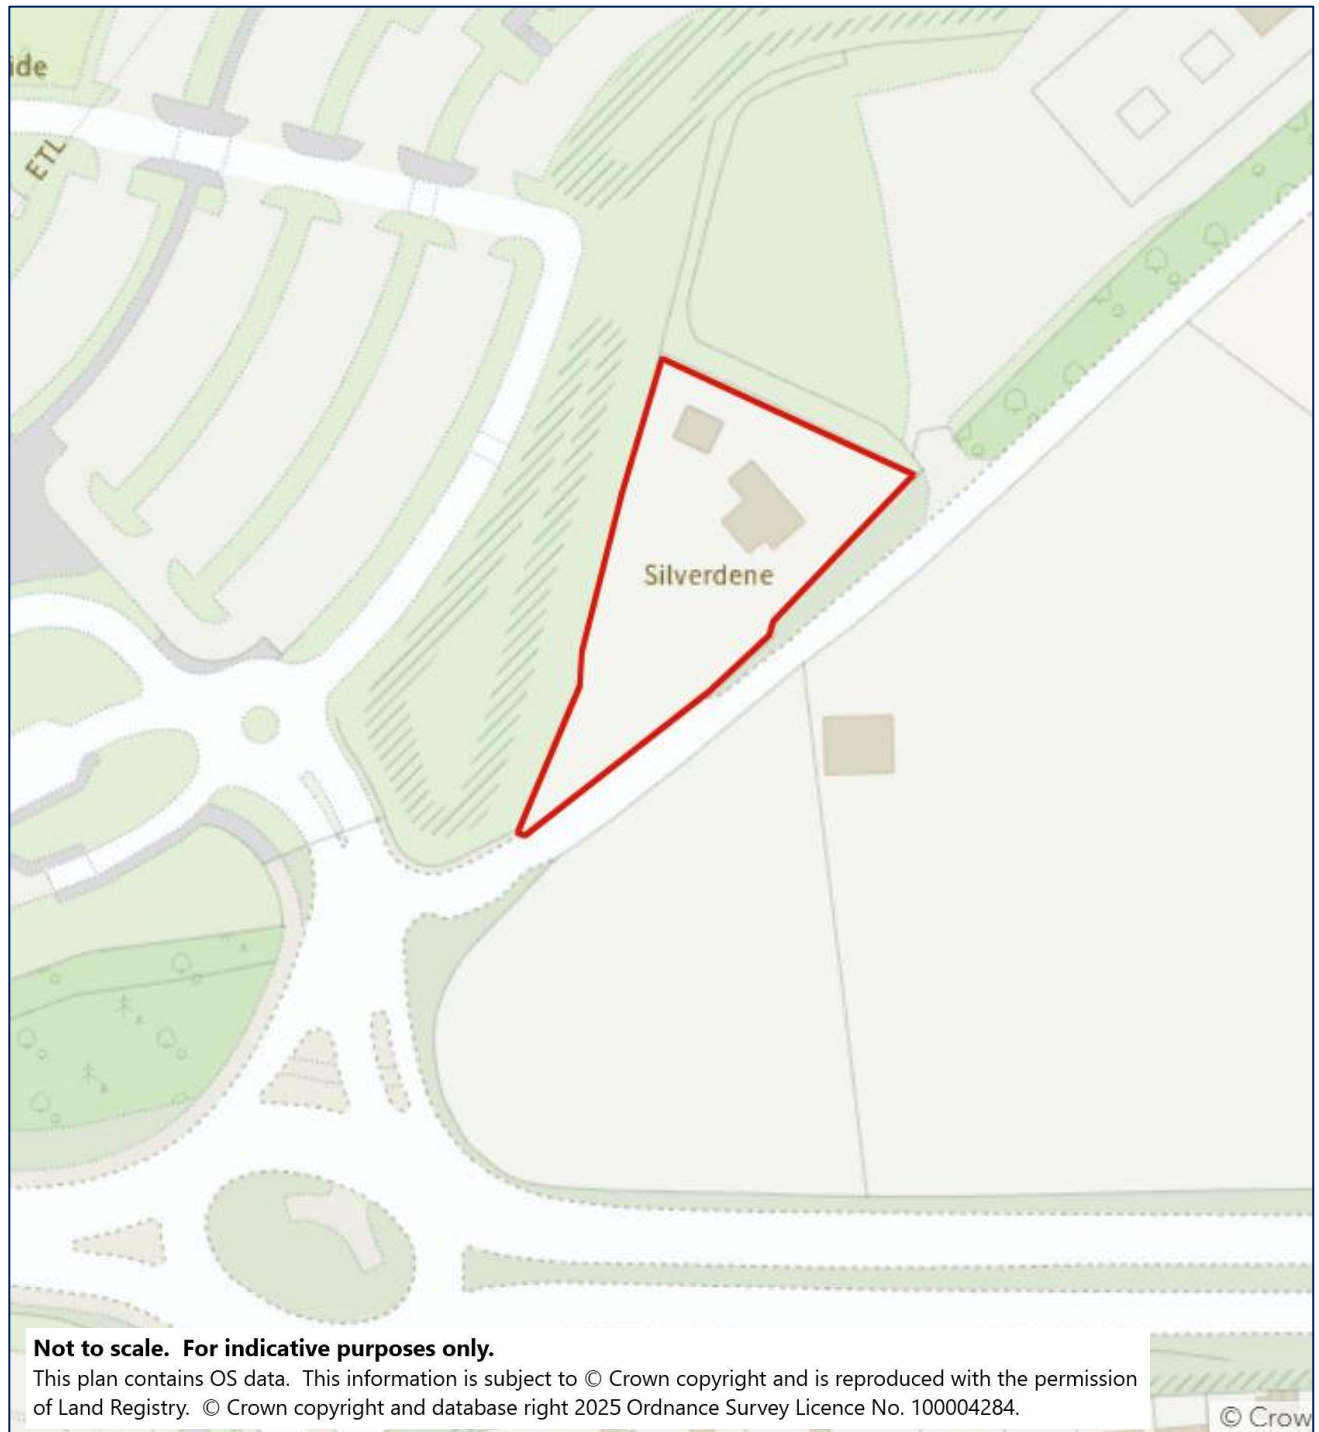 ide
ETL
Silverdene
Not to scale. For indicative purposes only.
This plan contains OS data. This information is subject to © Crown copyright and is reproduced with the permission
of Land Registry. © Crown copyright and database right 2025 Ordnance Survey Licence No. 100004284.
© Crow